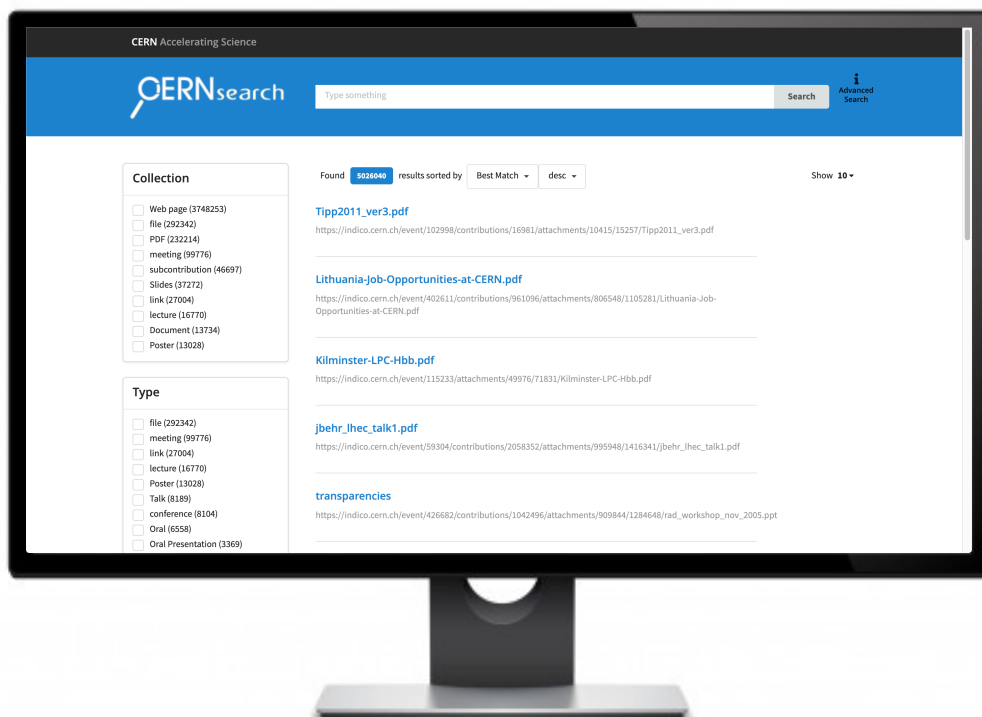 CERN Accelerating Science
CERNsearch
Type something
Search
Advanced
Search
Collection
Web page (3748253)
file (292342)
PDF (232214)
meeting (99776)
subcontribution (46697)
Slides (37272)
link (27004)
lecture (16770)
Document (13734)
Poster (13028)
Type
file (292342)
meeting (99776)
link (27004)
lecture (16770)
Poster (13028)
Talk (8189)
conference (8104)
Oral (6558)
Oral Presentation (3369)
Found 5026040 results sorted by Best Match desc Show 10
Tipp2011_ver3.pdf
https://indico.cern.ch/event/102998/contributions/16981/attachments/10415/15257/Tipp2011_ver3.pdf
Lithuania-Job-Opportunities-at-CERN.pdf
https://indico.cern.ch/event/402611/contributions/961096/attachments/806548/1105281/Lithuania-Job-
Opportunities-at-CERN.pdf
Kilminster-LPC-Hbb.pdf
https://indico.cern.ch/event/115233/attachments/49976/71831/Kilminster-LPC-Hbb.pdf
jbehr_lhec_talk1.pdf
https://indico.cern.ch/event/59304/contributions/2058352/attachments/995948/1416341/jbehr_lhec_talk1.pdf
transparencies
https://indico.cern.ch/event/426682/contributions/1042496/attachments/909844/1284648/rad_workshop_nov_2005.ppt